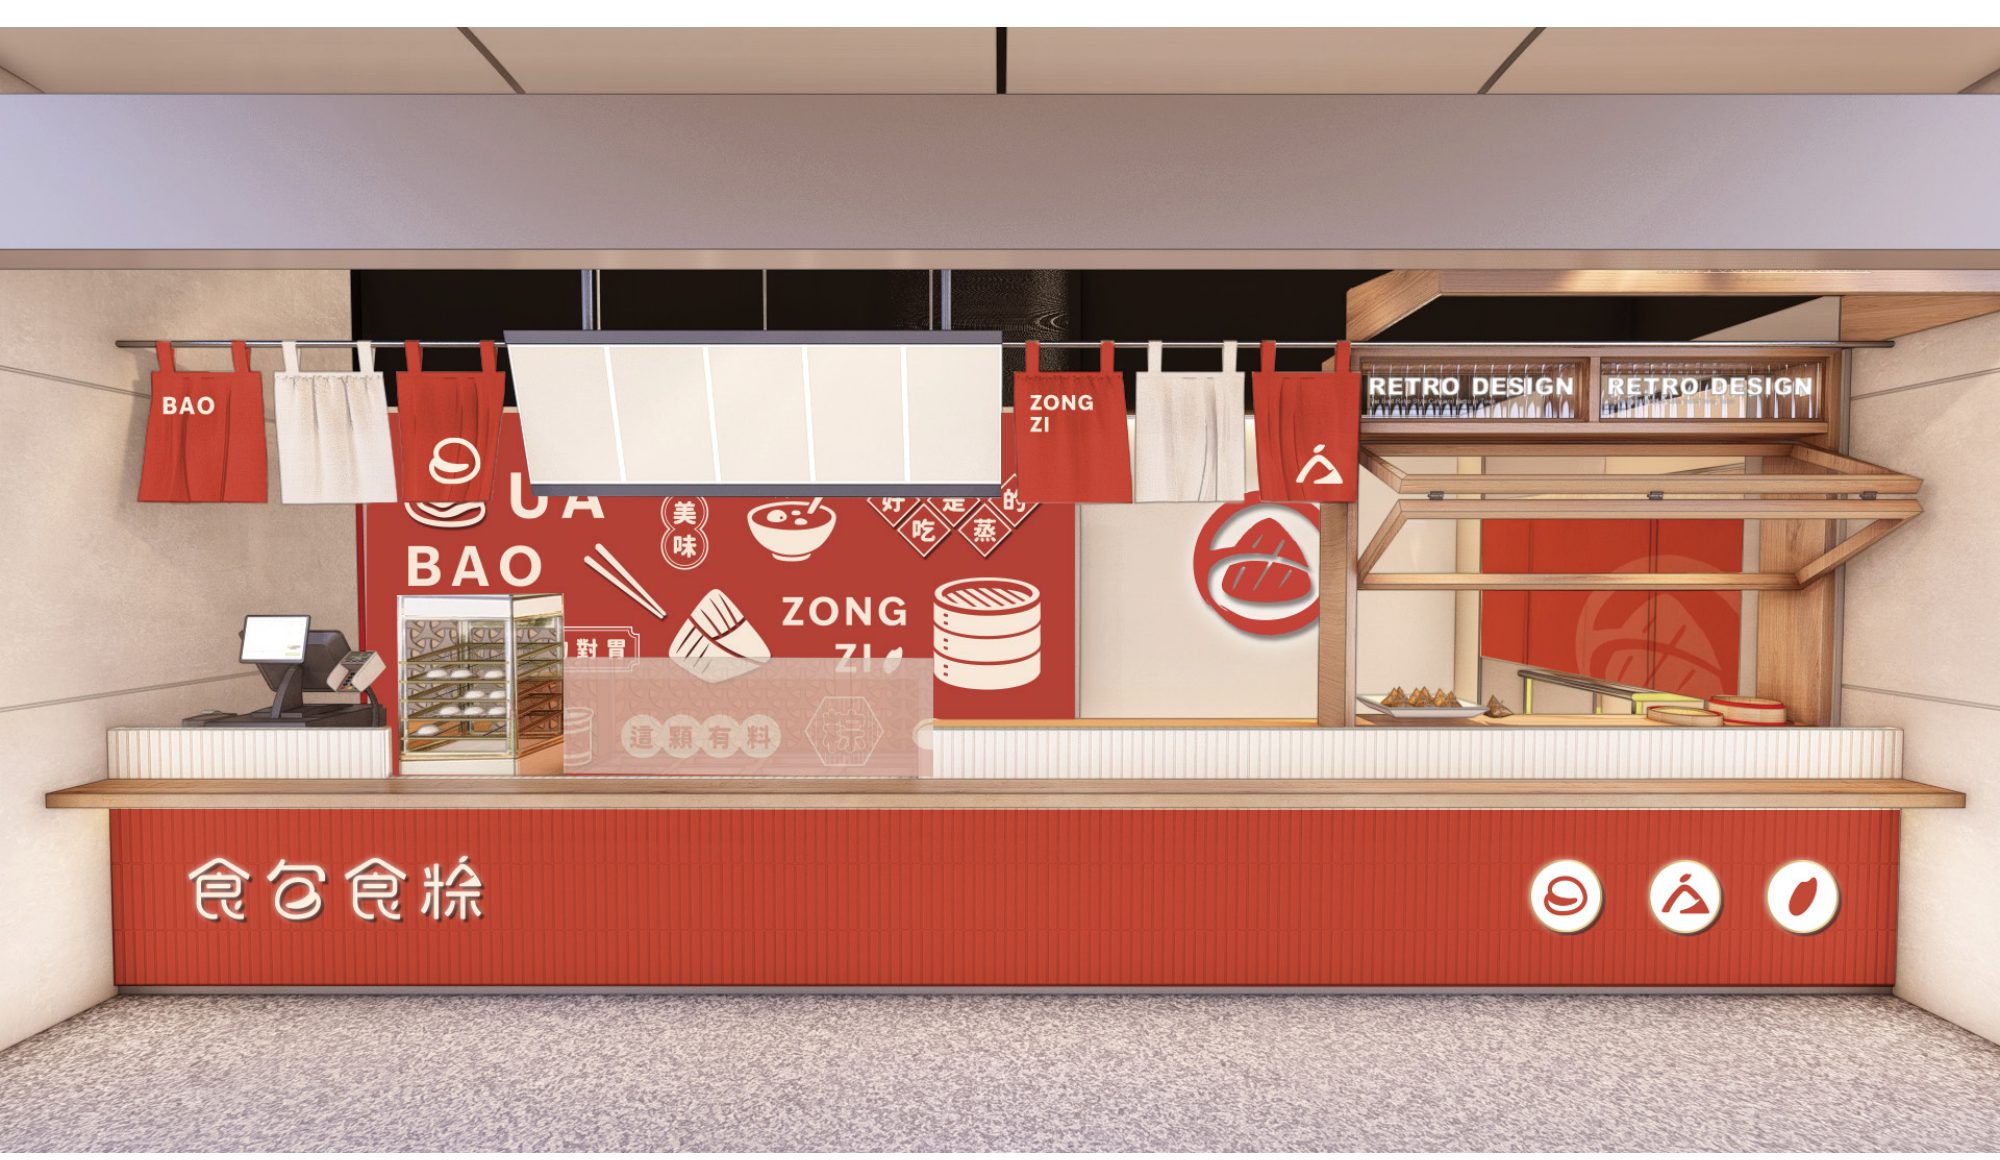 BAO
ZONG
ZI
RETRO DESIGN
RETRO DESIGN
UA
BAO
美味
好吃是蒸的
ZONG
ZI
對胃
這顆有料
粽
食包食粽